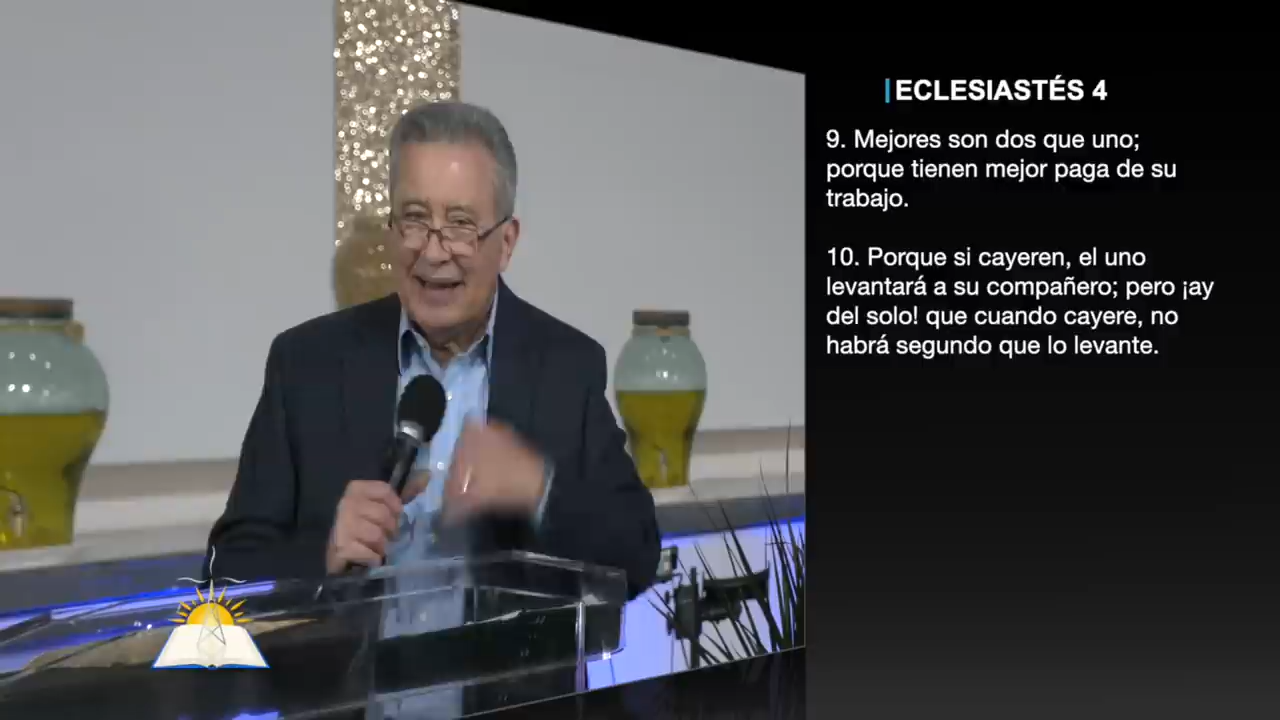 ECLESIASTÉS 4
9. Mejores son dos que uno;
porque tienen mejor paga de su
trabajo.
10. Porque si cayeren, el uno
levantará a su compañero; pero ¡ay
del solo! que cuando cayere, no
habrá segundo que lo levante.